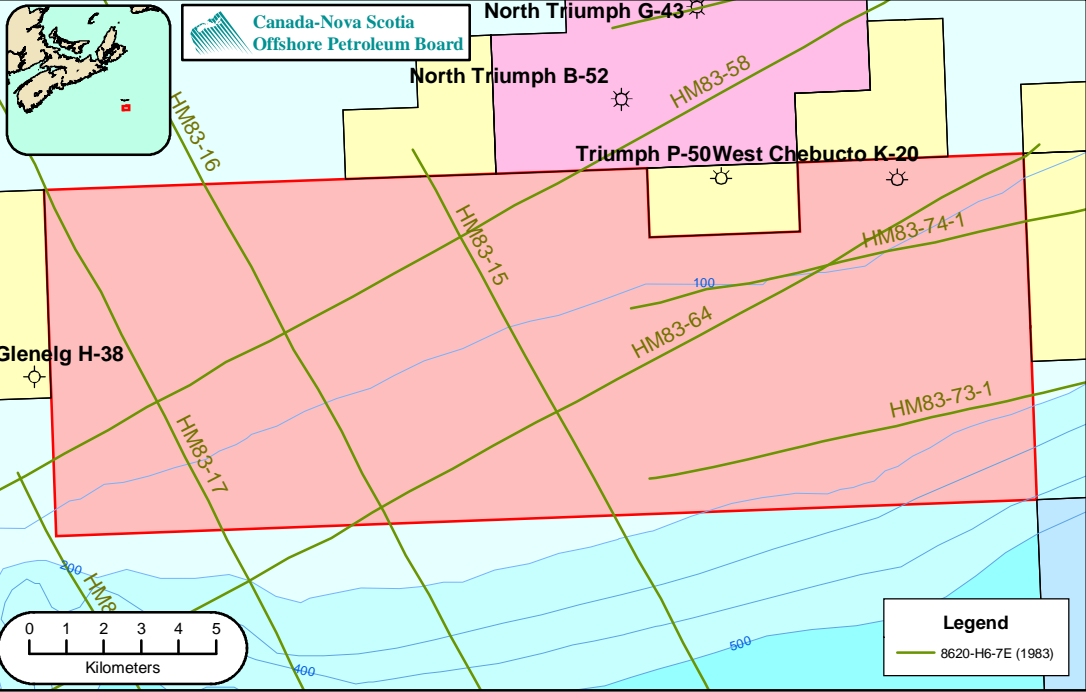 North Triumph G-43
Canada-Nova Scotia
Offshore Petroleum Board
North Triumph B-52
HM83-58
HM83-16
Triumph P-50
West Chebucto K-20
HM83-15
HM83-74-1
100
HM83-64
Glenelg H-38
HM83-73-1
HM83-17
200
HM8
0 1 2 3 4 5
Kilometers
400
500
Legend
8620-H6-7E (1983)